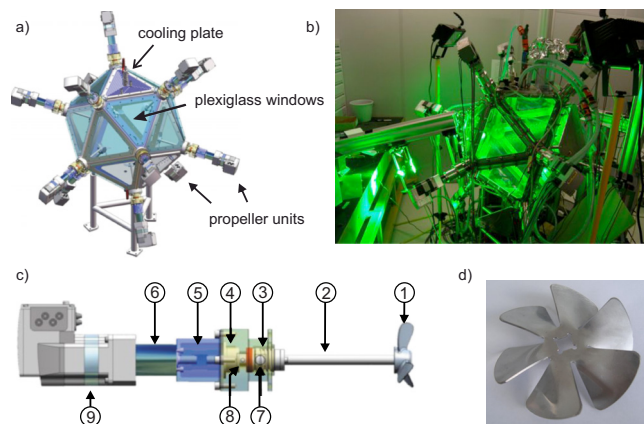 a)
cooling plate
plexiglass windows
propeller units
b)
c)
6 5 4 3 2 1
9 8 7
d)